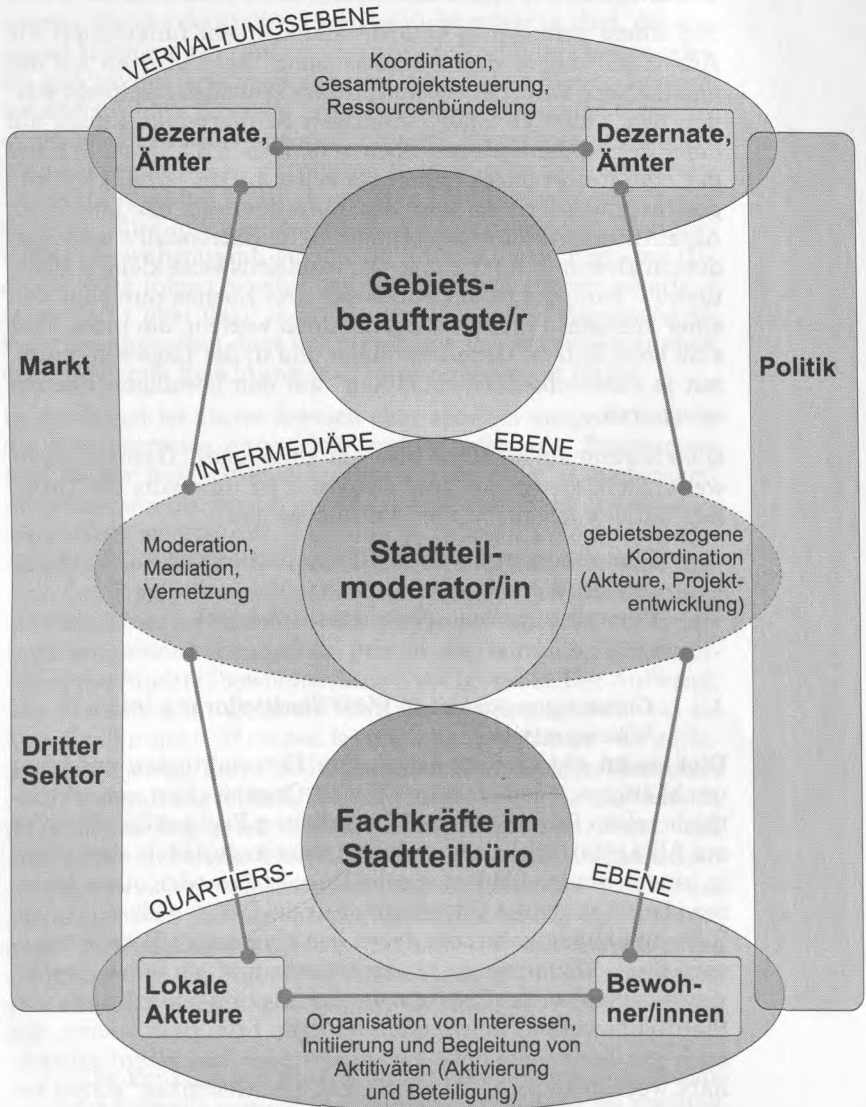 VERWALTUNGSEBENE
Koordination,
Gesamtprojektsteuerung,
Ressourcenbündelung
Dezernate,
Ämter
Dezernate,
Ämter
Gebiets-
beauftragte/r
Markt
Politik
INTERMEDIÄRE
EBENE
Moderation,
Mediation,
Vernetzung
Stadtteil-
moderator/in
gebietsbezogene
Koordination
(Akteure, Projekt-
entwicklung)
Dritter
Sektor
Fachkräfte im
Stadtteilbüro
QUARTIERS-
EBENE
Lokale
Akteure
Bewoh-
ner/innen
Organisation von Interessen,
Initiierung und Begleitung von
Aktitiväten (Aktivierung
und Beteiligung)